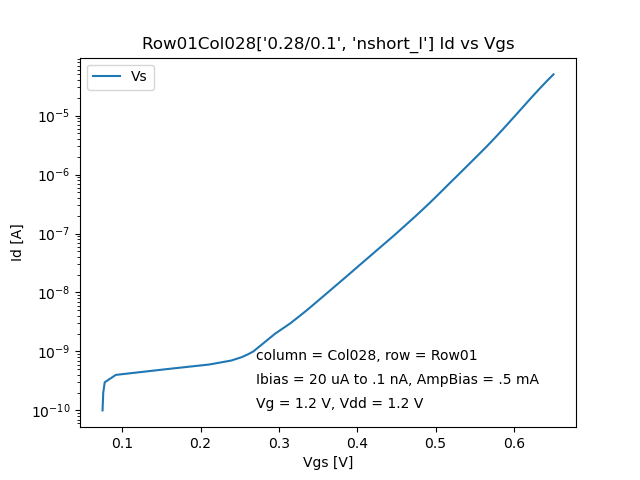 Row01Col028['0.28/0.1', 'nshort_l'] Id vs Vgs
Vs
10⁻⁵
10⁻⁶
10⁻⁷
10⁻⁸
10⁻⁹
10⁻¹⁰
Id [A]
column = Col028, row = Row01
Ibias = 20 uA to .1 nA, AmpBias = .5 mA
Vg = 1.2 V, Vdd = 1.2 V
0.1 0.2 0.3 0.4 0.5 0.6
Vgs [V]